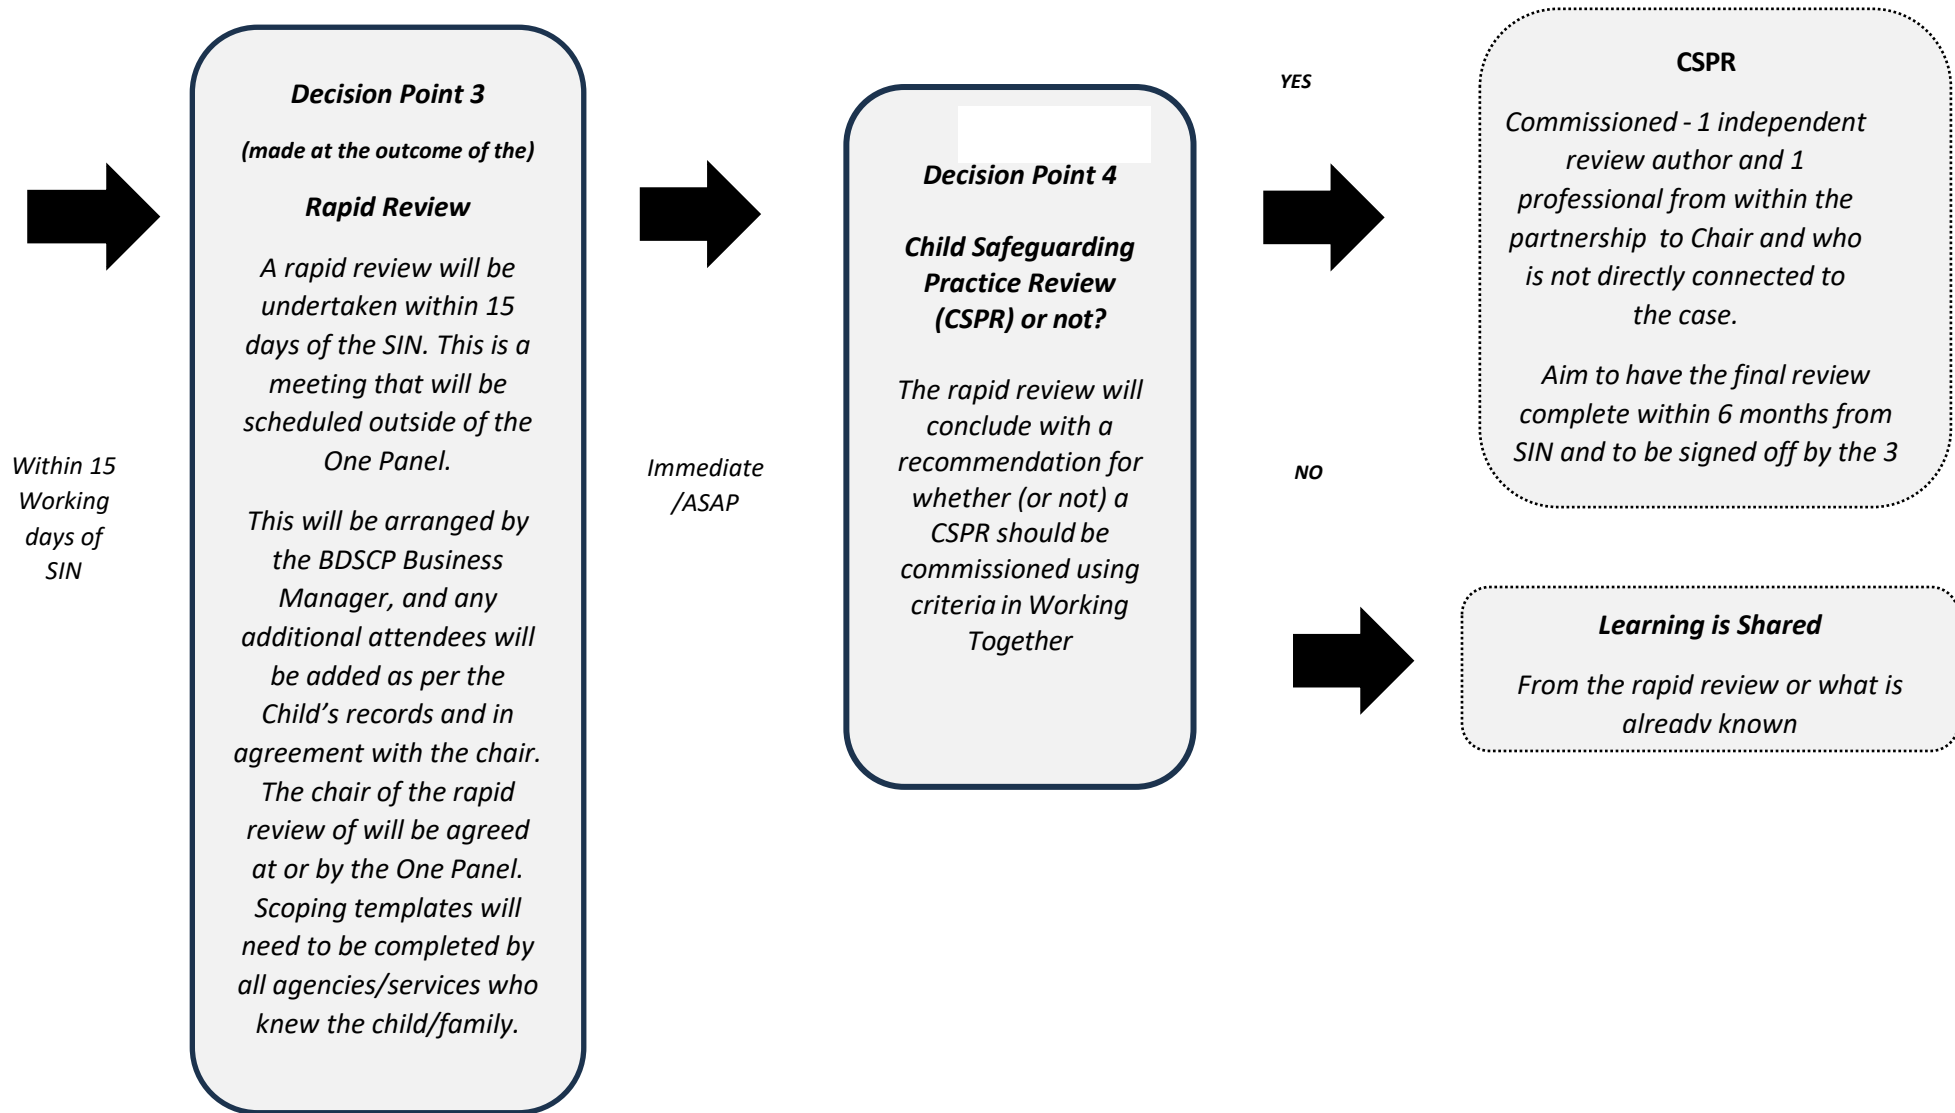 Within 15
Working
days of
SIN
Decision Point 3
(made at the outcome of the)
Rapid Review
A rapid review will be
undertaken within 15
days of the SIN. This is a
meeting that will be
scheduled outside of the
One Panel.
This will be arranged by
the BDSCP Business
Manager, and any
additional attendees will
be added as per the
Child’s records and in
agreement with the chair.
The chair of the rapid
review of will be agreed
at or by the One Panel.
Scoping templates will
need to be completed by
all agencies/services who
knew the child/family.
Immediate
/ASAP
Decision Point 4
Child Safeguarding
Practice Review
(CSPR) or not?
The rapid review will
conclude with a
recommendation for
whether (or not) a
CSPR should be
commissioned using
criteria in Working
Together
YES
CSPR
Commissioned - 1 independent
review author and 1
professional from within the
partnership to Chair and who
is not directly connected to
the case.
Aim to have the final review
complete within 6 months from
SIN and to be signed off by the 3
NO
Learning is Shared
From the rapid review or what is
already known